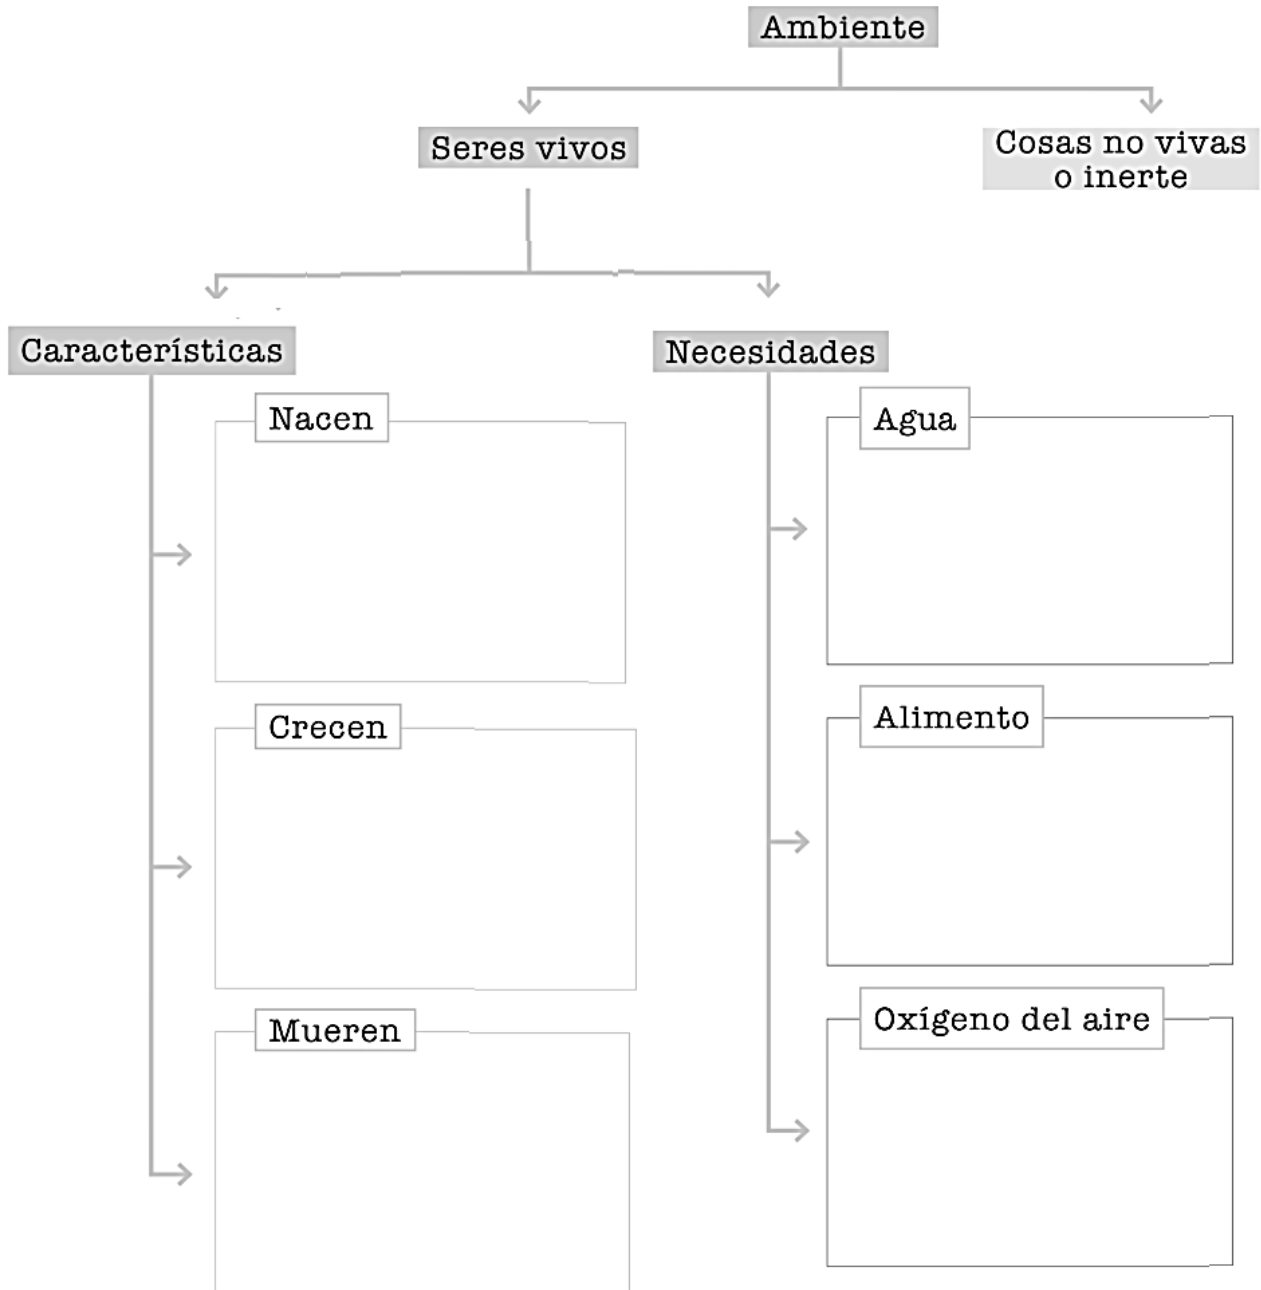 Ambiente
Seres vivos
Cosas no vivas
o inerte
Características
Necesidades
Nacen
Agua
Crecen
Alimento
Mueren
Oxígeno del aire